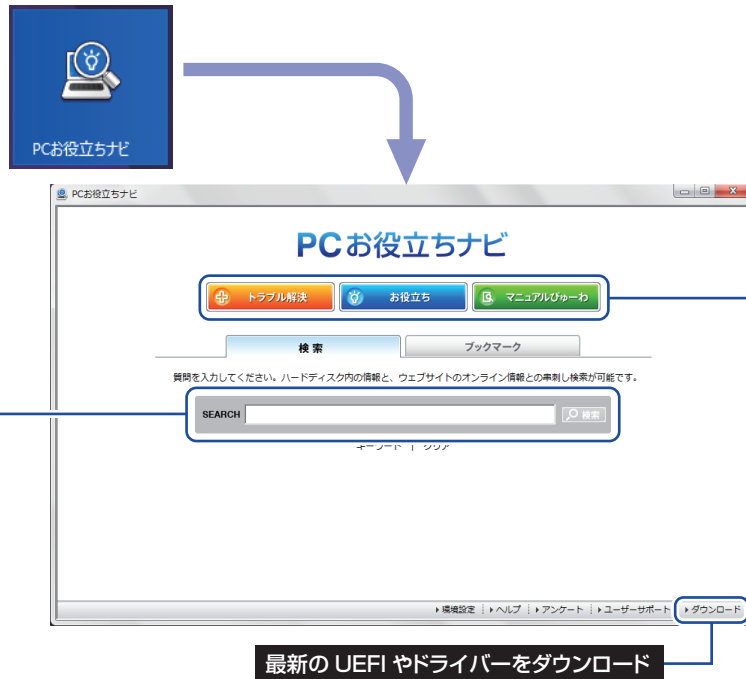 PCお役立ちナビ
PCお役立ちナビ
PCお役立ちナビ
トラブル解決 お役立ち マニュアルびゅーわ
検索 ブックマーク
質問を入力してください。ハードディスク内の情報と、ウェブサイトのオンライン情報との串刺し検索が可能です。
SEARCH 検索
キーワード | クリア
▶環境設定 ▶ヘルプ ▶アンケート ▶ユーザーサポート ▶ダウンロード
最新の UEFI やドライバーをダウンロード